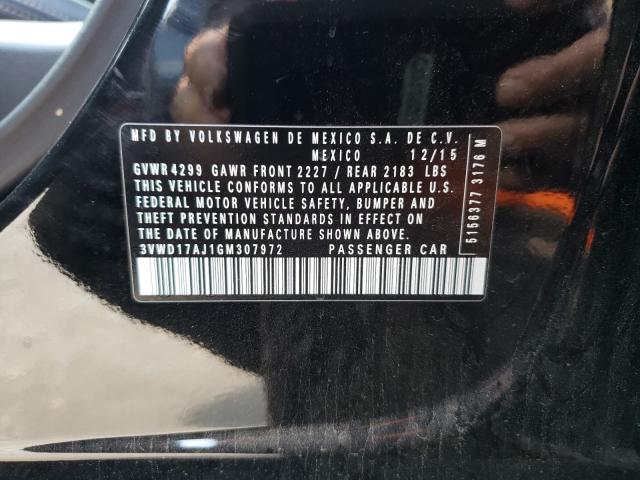 MFD BY VOLKSWAGEN DE MEXICO S.A. DE C.V.
MEXICO 12/15
GVWR 4299 GAWR FRONT 2227 / REAR 2183 LBS
THIS VEHICLE CONFORMS TO ALL APPLICABLE U.S.
FEDERAL MOTOR VEHICLE SAFETY, BUMPER AND
THEFT PREVENTION STANDARDS IN EFFECT ON
THE DATE OF MANUFACTURE SHOWN ABOVE.
3VWD17AJ1GM307972 PASSENGER CAR
5156377 3176 M